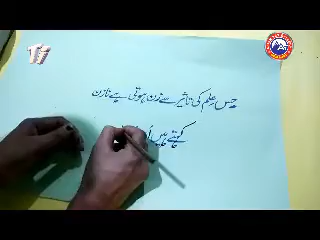 جس علم کی تاثیر سے زن ہوتی ہے نازن
کہتے ہیں اُ